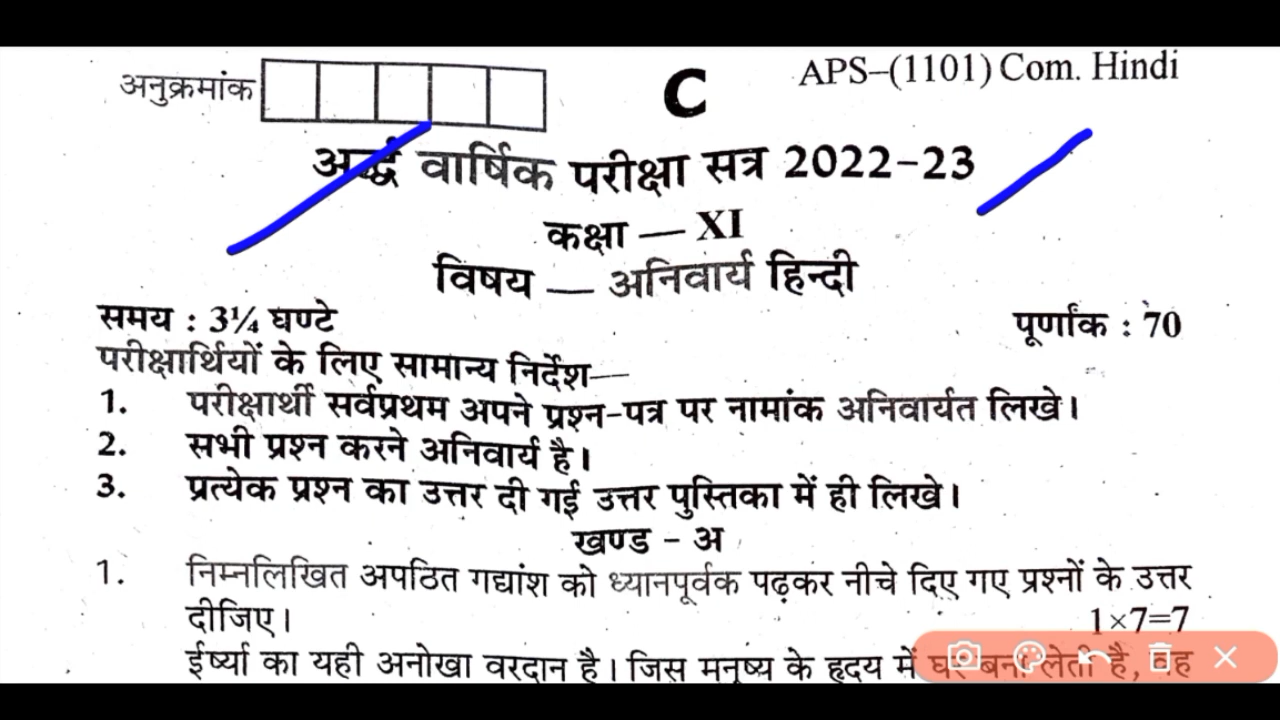 अनुक्रमांक C APS–(1101) Com. Hindi
अर्द्ध वार्षिक परीक्षा सत्र 2022-23
कक्षा — XI
विषय — अनिवार्य हिन्दी
समय : 3¼ घण्टे पूर्णांक : 70
परीक्षार्थियों के लिए सामान्य निर्देश—
1. परीक्षार्थी सर्वप्रथम अपने प्रश्न-पत्र पर नामांक अनिवार्यत लिखे।
2. सभी प्रश्न करने अनिवार्य है।
3. प्रत्येक प्रश्न का उत्तर दी गई उत्तर पुस्तिका में ही लिखे।
खण्ड - अ
1. निम्नलिखित अपठित गद्यांश को ध्यानपूर्वक पढ़कर नीचे दिए गए प्रश्नों के उत्तर
दीजिए। 1×7=7
ईर्ष्या का यही अनोखा वरदान है। जिस मनुष्य के हृदय में घर बना लेती है, वह